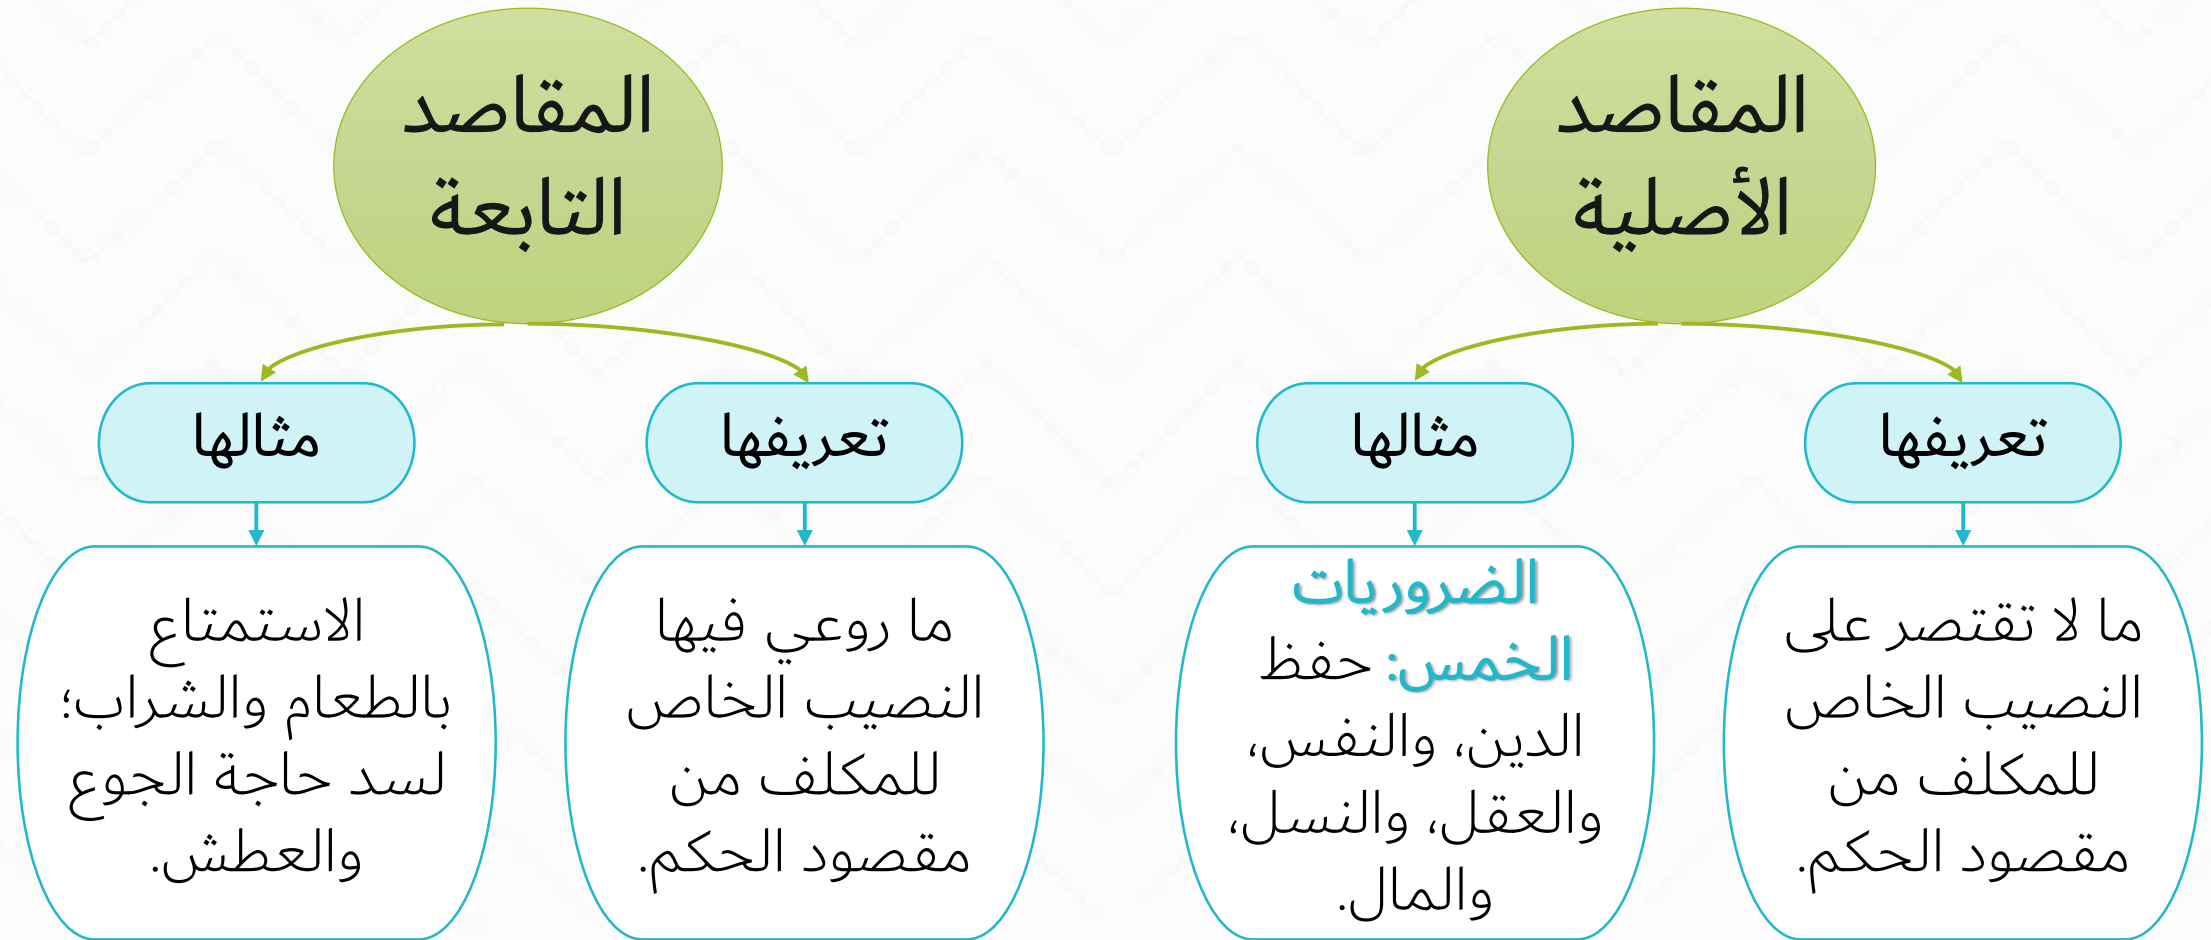 المقاصد
الأصلية
تعريفها
ما لا تقتصر على
النصيب الخاص
للمكلف من
مقصود الحكم.
مثالها
الضروريات
الخمس: حفظ
الدين، والنفس،
والعقل، والنسل،
والمال.
المقاصد
التابعة
تعريفها
ما روعي فيها
النصيب الخاص
للمكلف من
مقصود الحكم.
مثالها
الاستمتاع
بالطعام والشراب؛
لسد حاجة الجوع
والعطش.